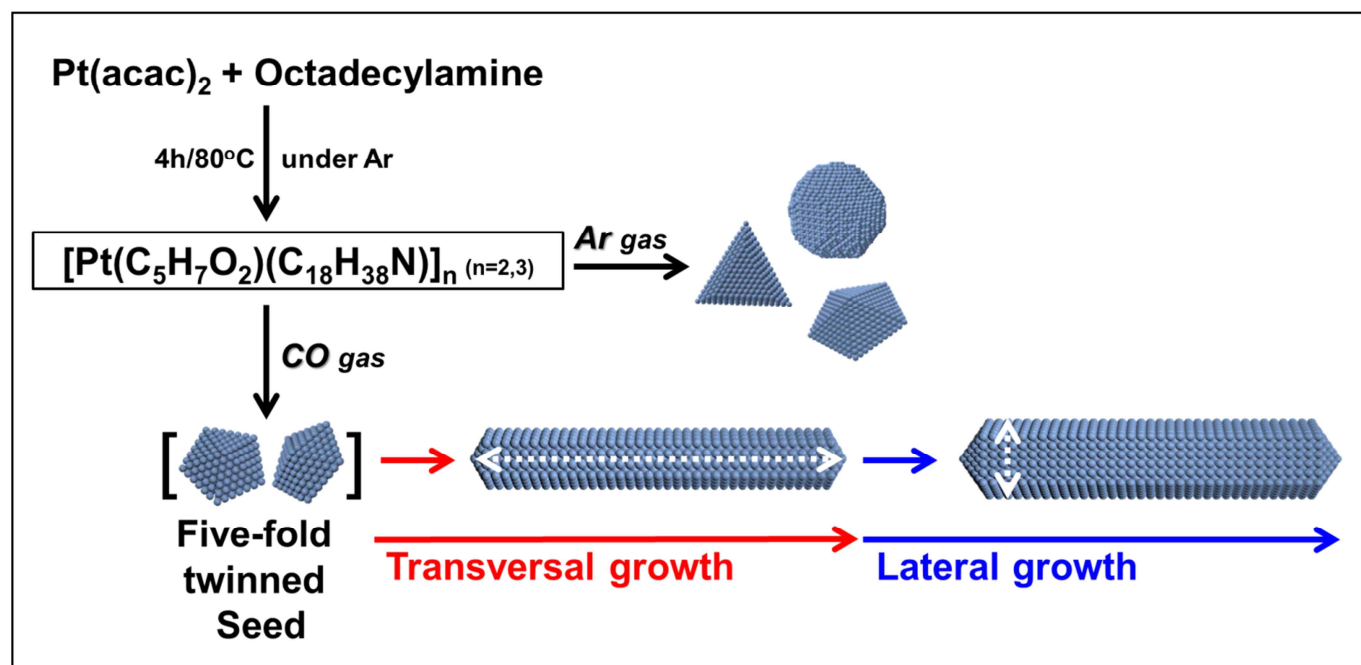 Pt(acac)₂ + Octadecylamine
4h/80ºC under Ar
[Pt(C₅H₇O₂)(C₁₈H₃₈N)]ₙ (n=2,3)
Ar gas
CO gas
Five-fold
twinned
Seed
Transversal growth
Lateral growth